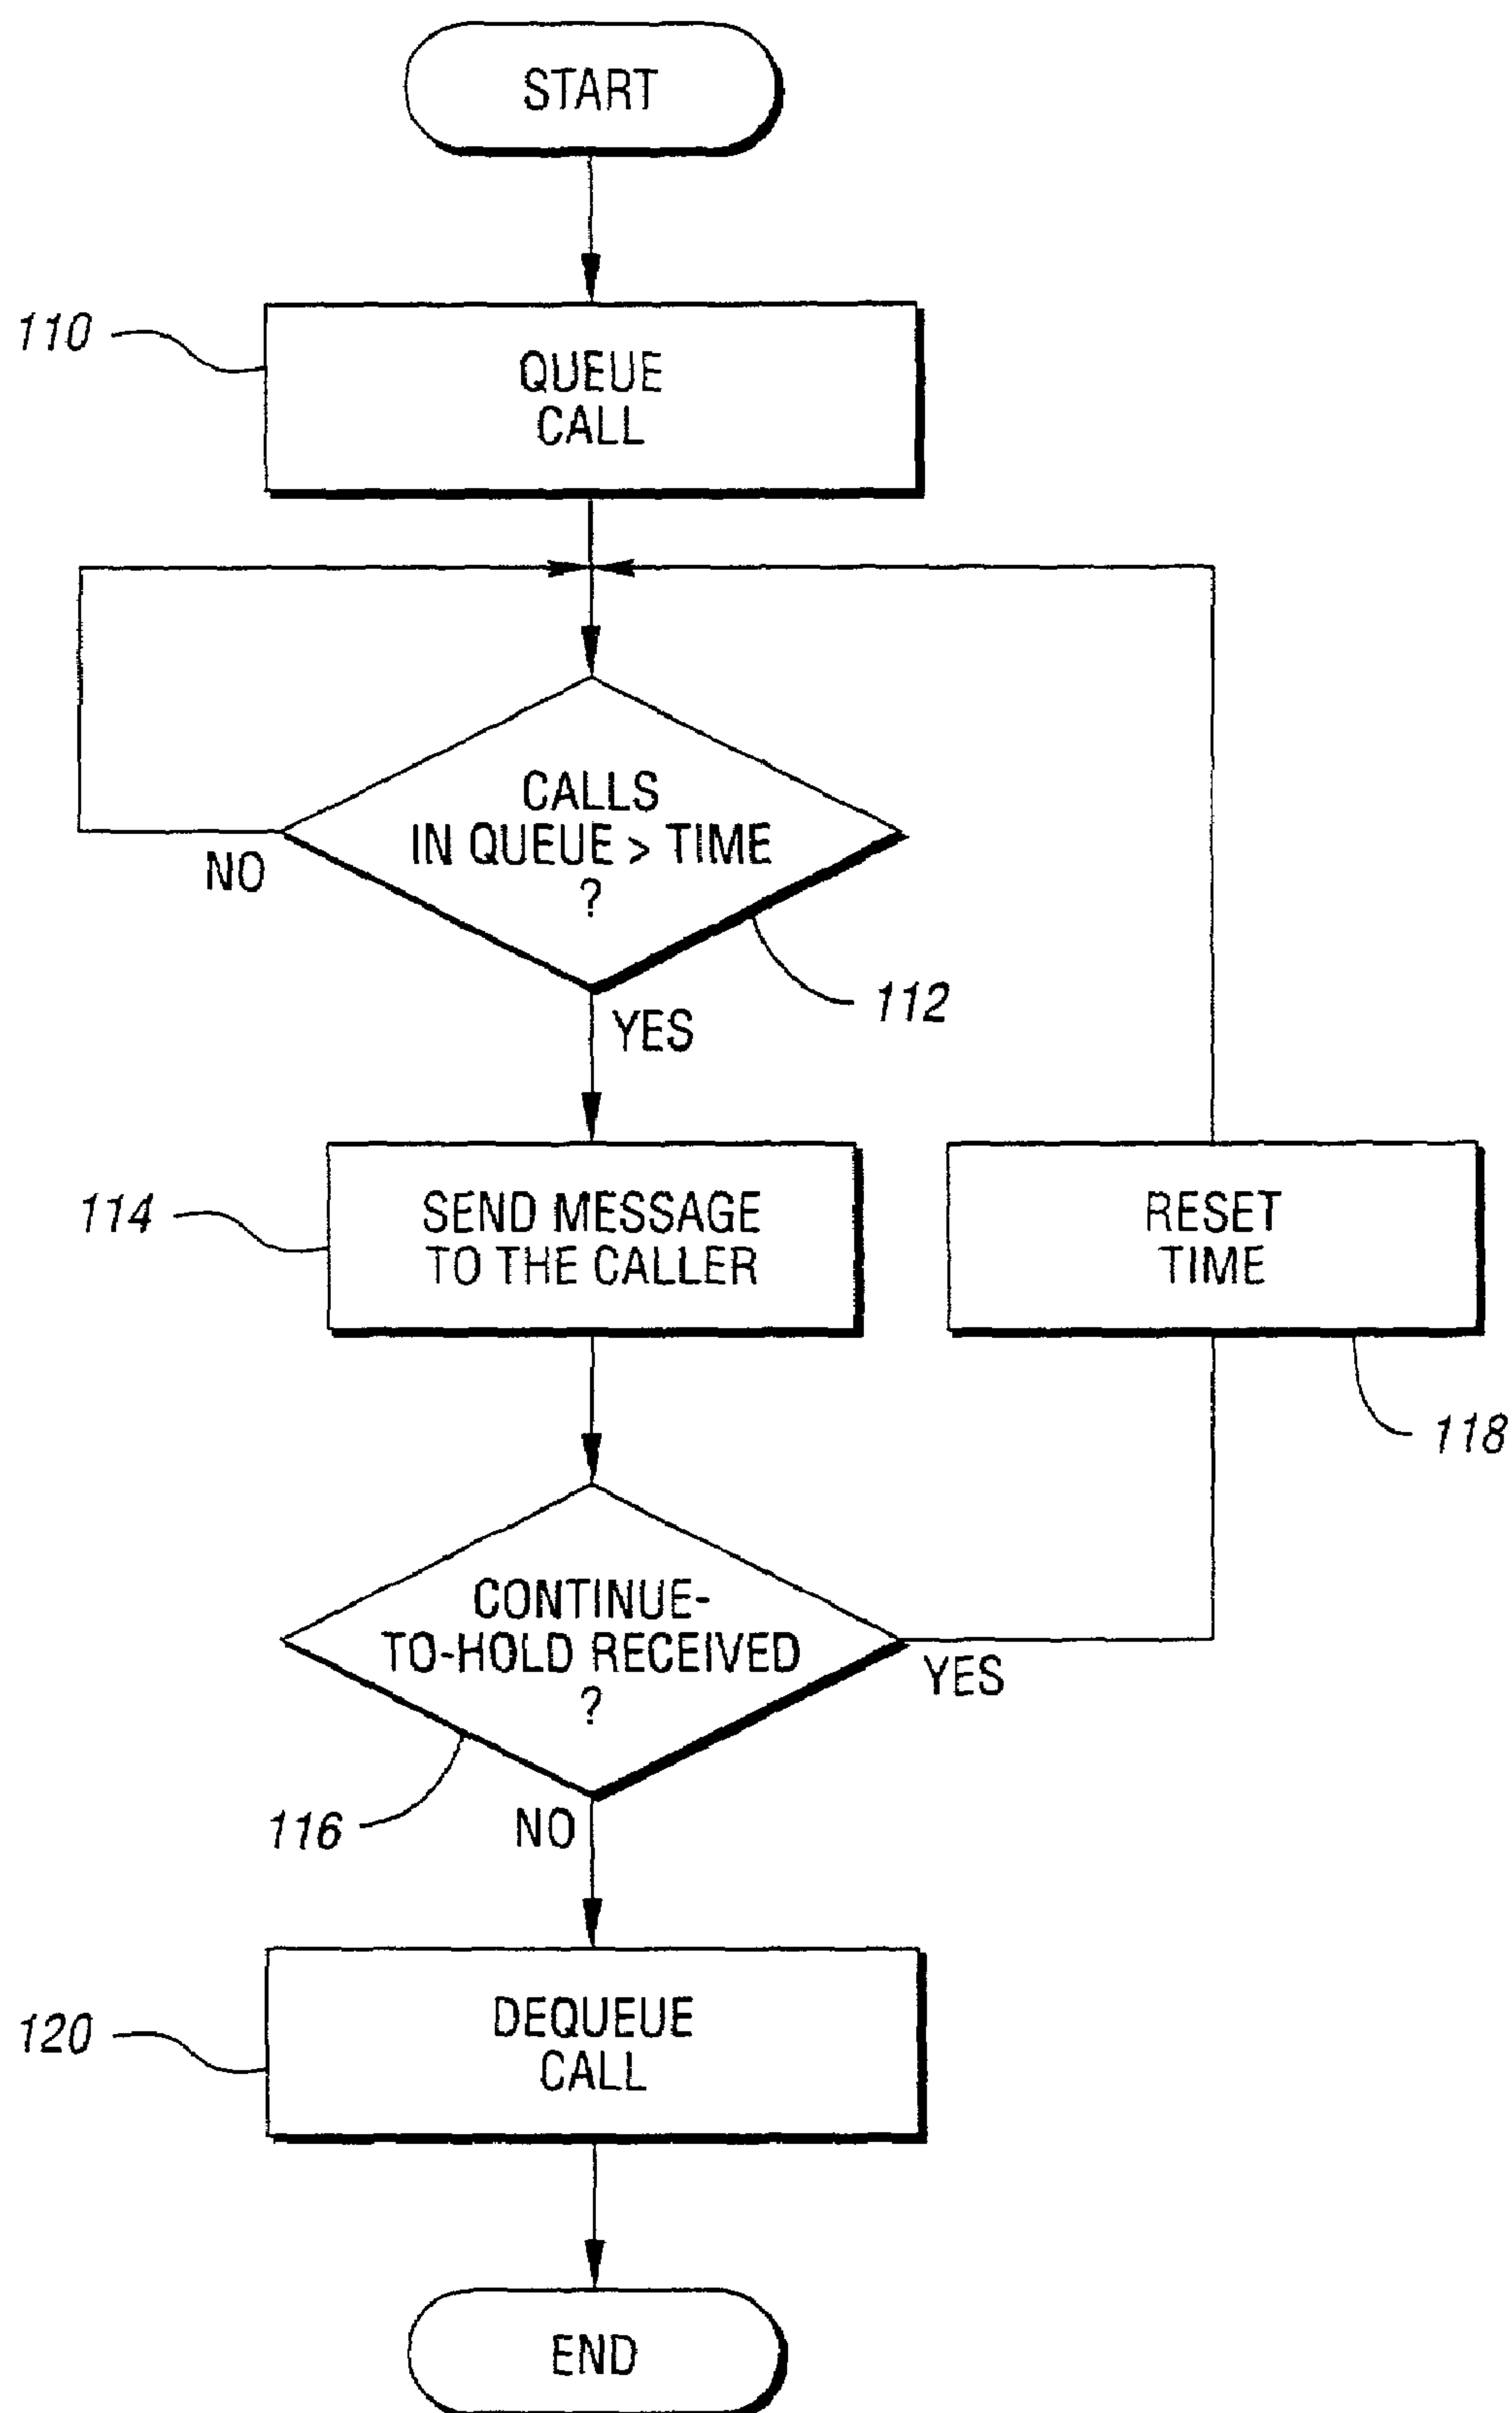 START
110
QUEUE
CALL
CALLS
IN QUEUE > TIME
?
NO
112
YES
114
SEND MESSAGE
TO THE CALLER
RESET
TIME
118
CONTINUE-
TO-HOLD RECEIVED
?
YES
116
NO
120
DEQUEUE
CALL
END